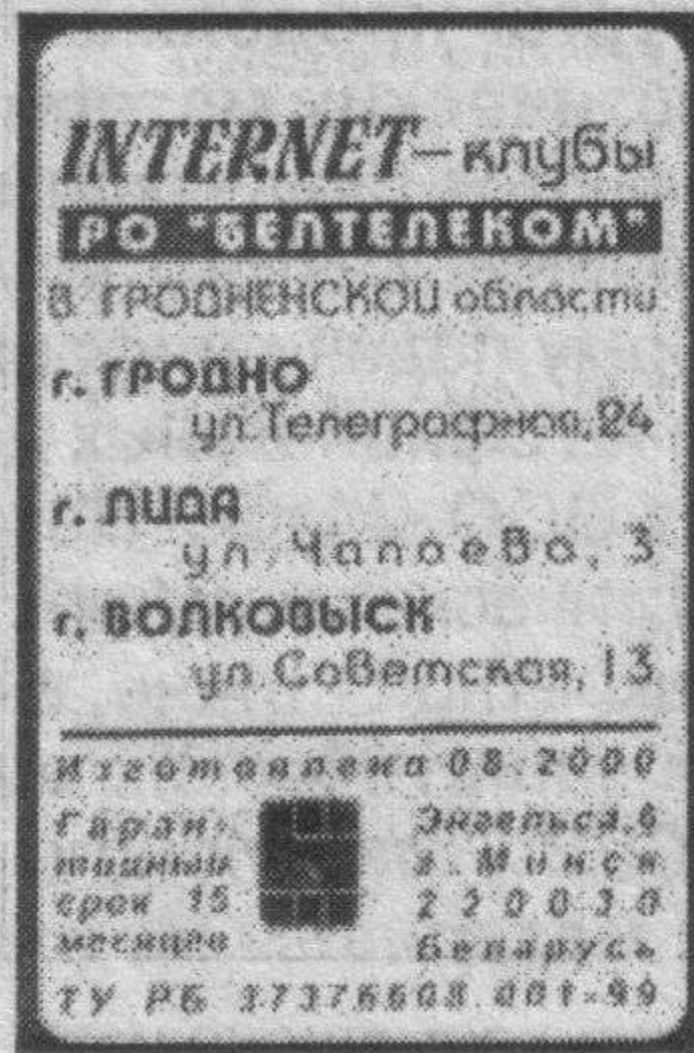 INTERNET–клубы
РО "БЕЛТЕЛЕКОМ"
В ГРОДНЕНСКОЙ области
г. ГРОДНО
ул. Телеграфная, 24
г. ЛИДА
ул. Чапаева, 3
г. ВОЛКОВЫСК
ул. Советская, 13
Изготовлена 08.2000
Гаран-
тийный
срок 15
месяцев
Энгельса, 6
г. Минск
220030
Беларусь
ТУ РБ 37376608.001-99